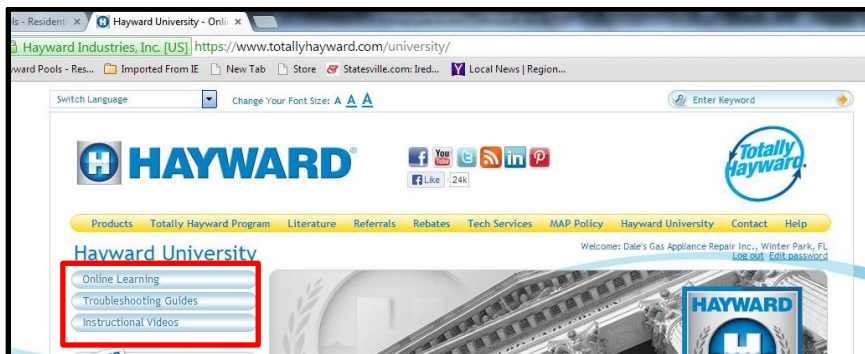 ls - Resident
Hayward University - Onli
Hayward Industries, Inc. [US] https://www.totallyhayward.com/university/
yward Pools - Res... Imported From IE New Tab Store Statesville.com: Ired... Local News | Region...
Switch Language Change Your Font Size: A A A Enter Keyword
HAYWARD®
You Tube
Like 24k
Totally Hayward.
Products Totally Hayward Program Literature Referrals Rebates Tech Services MAP Policy Hayward University Contact Help
Hayward University
Welcome: Dale's Gas Appliance Repair Inc., Winter Park, FL
Log out Edit password
Online Learning
Troubleshooting Guides
Instructional Videos
HAYWARD